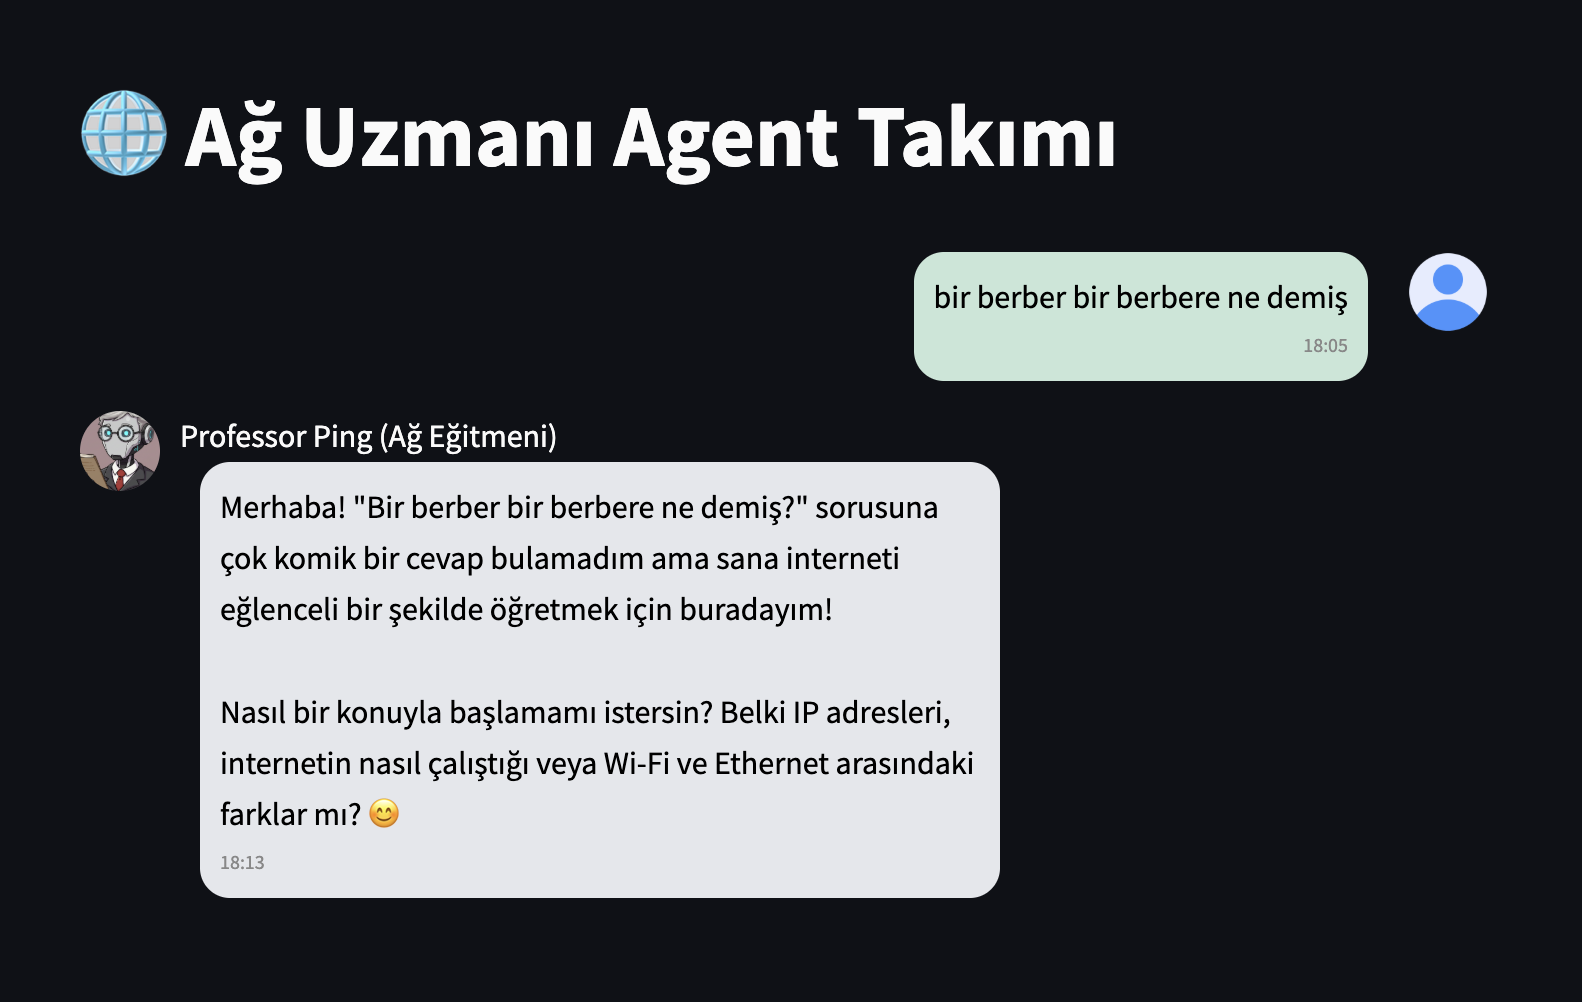 🌐 Ağ Uzmanı Agent Takımı
bir berber bir berbere ne demiş
18:05
Professor Ping (Ağ Eğitmeni)
Merhaba! "Bir berber bir berbere ne demiş?" sorusuna
çok komik bir cevap bulamadım ama sana interneti
eğlenceli bir şekilde öğretmek için buradayım!
Nasıl bir konuyla başlamamı istersin? Belki IP adresleri,
internetin nasıl çalıştığı veya Wi-Fi ve Ethernet arasındaki
farklar mı? 😊
18:13